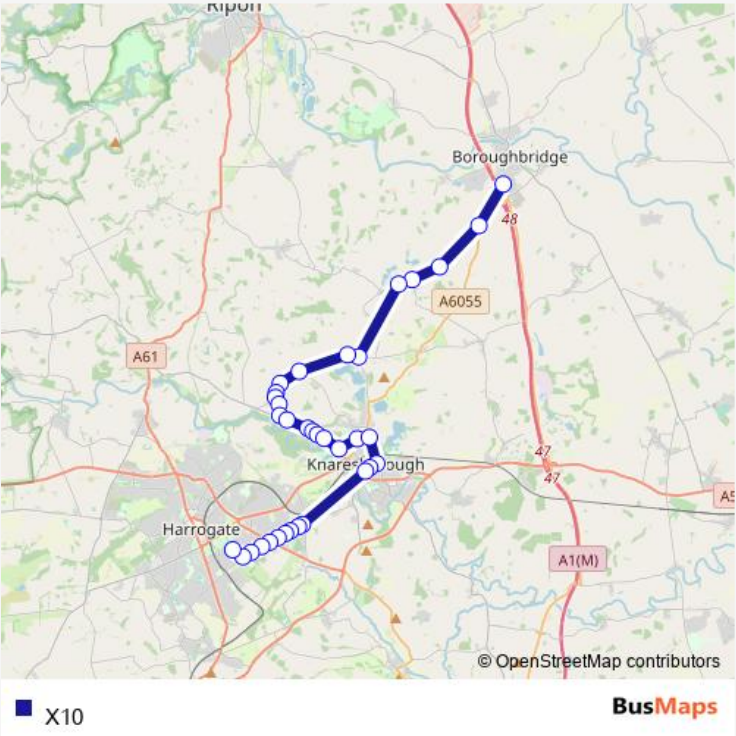 Ripon
Boroughbridge
48
A6055
A61
47
Knaresborough
47
A5
Harrogate
A1(M)
© OpenStreetMap contributors
X10
BusMaps